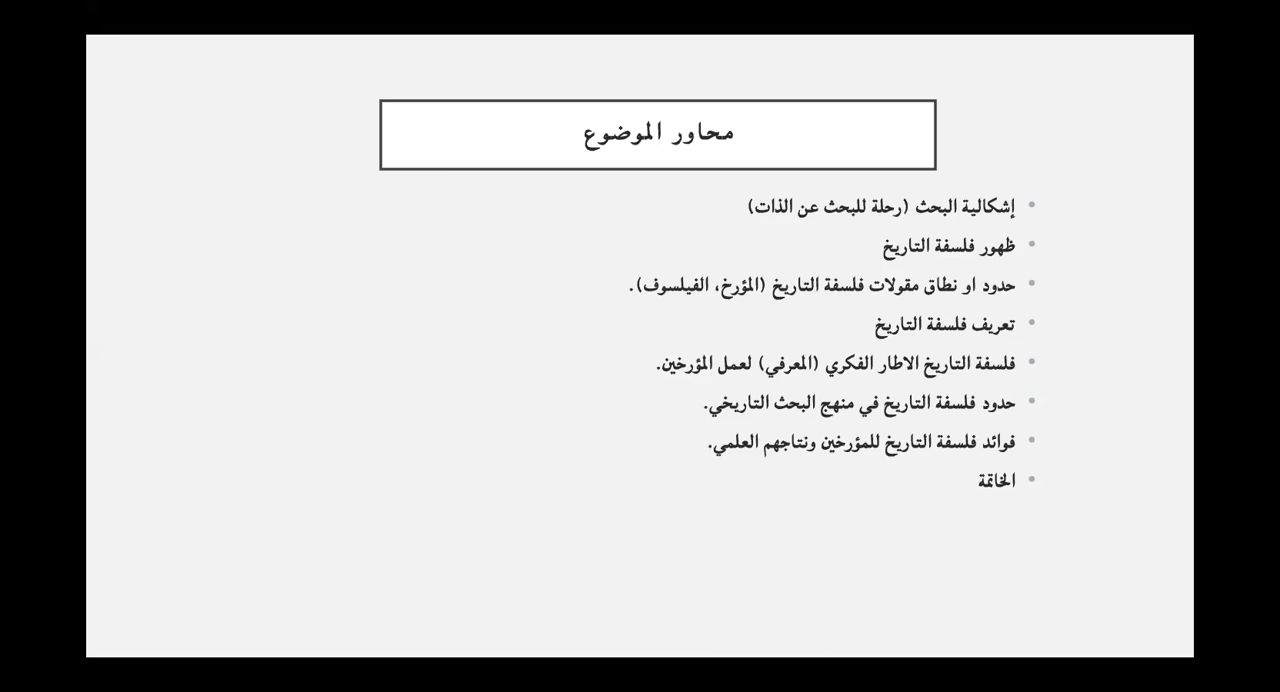 محاور الموضوع
إشكالية البحث (رحلة للبحث عن الذات)
ظهور فلسفة التاريخ
حدود او نطاق مقولات فلسفة التاريخ (المؤرخ، الفيلسوف).
تعريف فلسفة التاريخ
فلسفة التاريخ الاطار الفكري (المعرفي) لعمل المؤرخين.
حدود فلسفة التاريخ في منهج البحث التاريخي.
فوائد فلسفة التاريخ للمؤرخين ونتاجهم العلمي.
الخاتمة